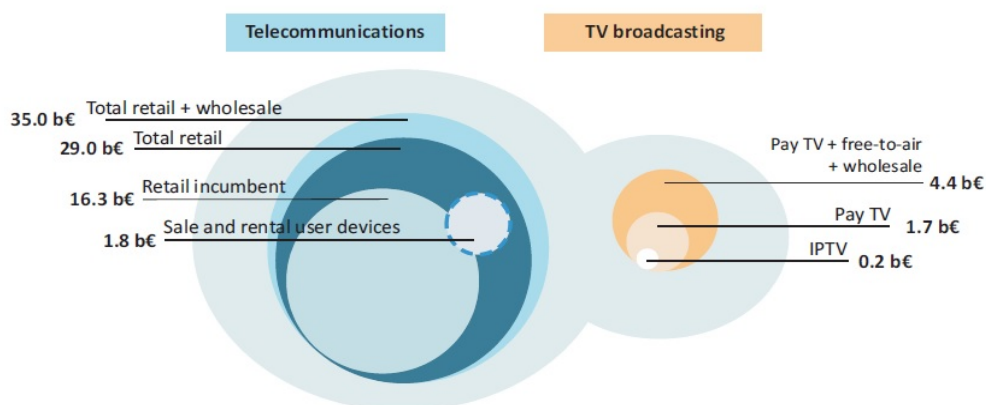 Telecommunications
TV broadcasting
35.0 b€ Total retail + wholesale
29.0 b€ Total retail
16.3 b€ Retail incumbent
1.8 b€ Sale and rental user devices
Pay TV + free-to-air
+ wholesale
4.4 b€
Pay TV 1.7 b€
IPTV 0.2 b€